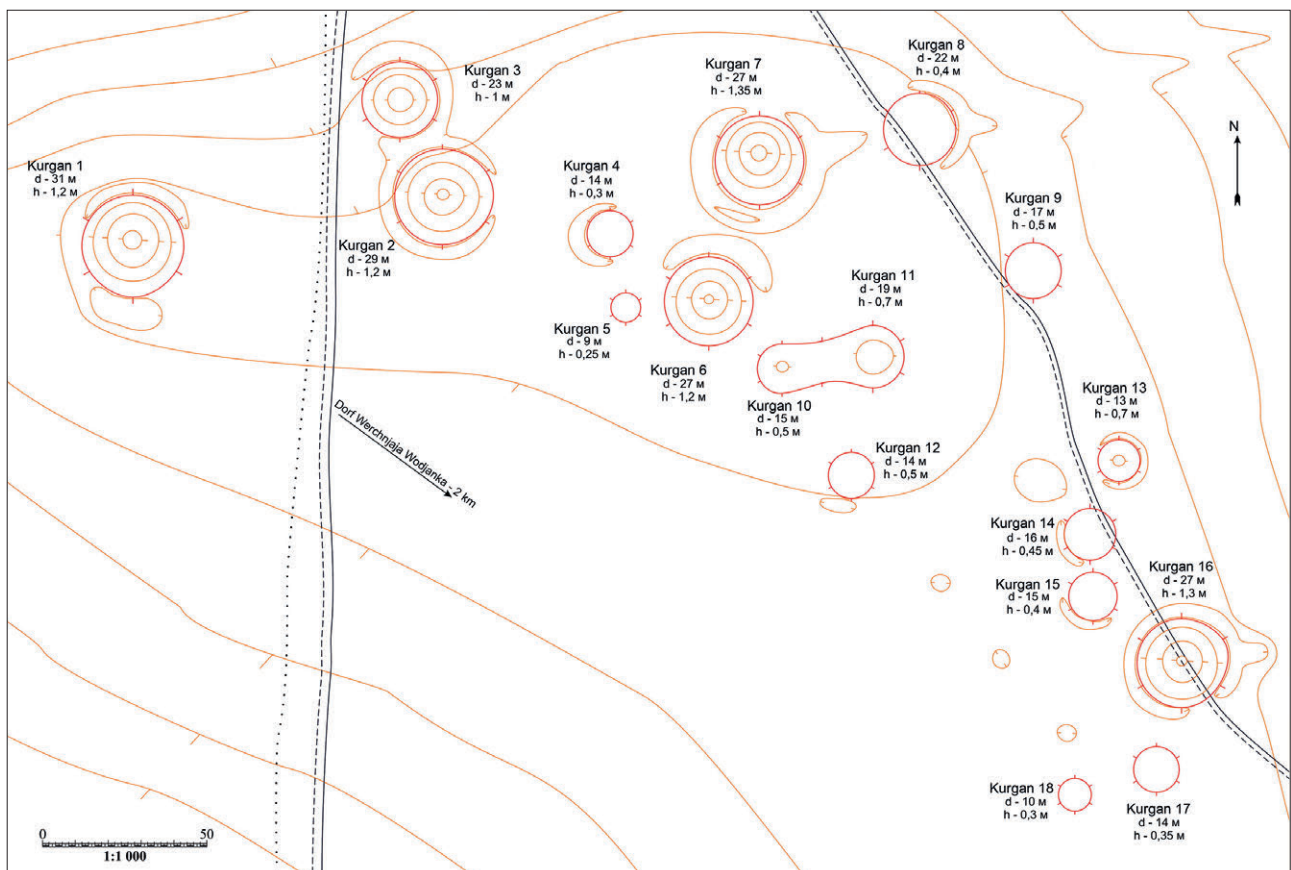 Kurgan 1
d - 31 м
h - 1,2 м
Kurgan 3
d - 23 м
h - 1 м
Kurgan 2
d - 29 м
h - 1,2 м
Kurgan 4
d - 14 м
h - 0,3 м
Kurgan 7
d - 27 м
h - 1,35 м
Kurgan 8
d - 22 м
h - 0,4 м
N
Kurgan 9
d - 17 м
h - 0,5 м
Kurgan 5
d - 9 м
h - 0,25 м
Kurgan 6
d - 27 м
h - 1,2 м
Kurgan 11
d - 19 м
h - 0,7 м
Kurgan 10
d - 15 м
h - 0,5 м
Kurgan 12
d - 14 м
h - 0,5 м
Kurgan 13
d - 13 м
h - 0,7 м
Dorf Werchnjaja Wodjanka - 2 km
Kurgan 14
d - 16 м
h - 0,45 м
Kurgan 15
d - 15 м
h - 0,4 м
Kurgan 16
d - 27 м
h - 1,3 м
Kurgan 18
d - 10 м
h - 0,3 м
Kurgan 17
d - 14 м
h - 0,35 м
0 50
1:1 000